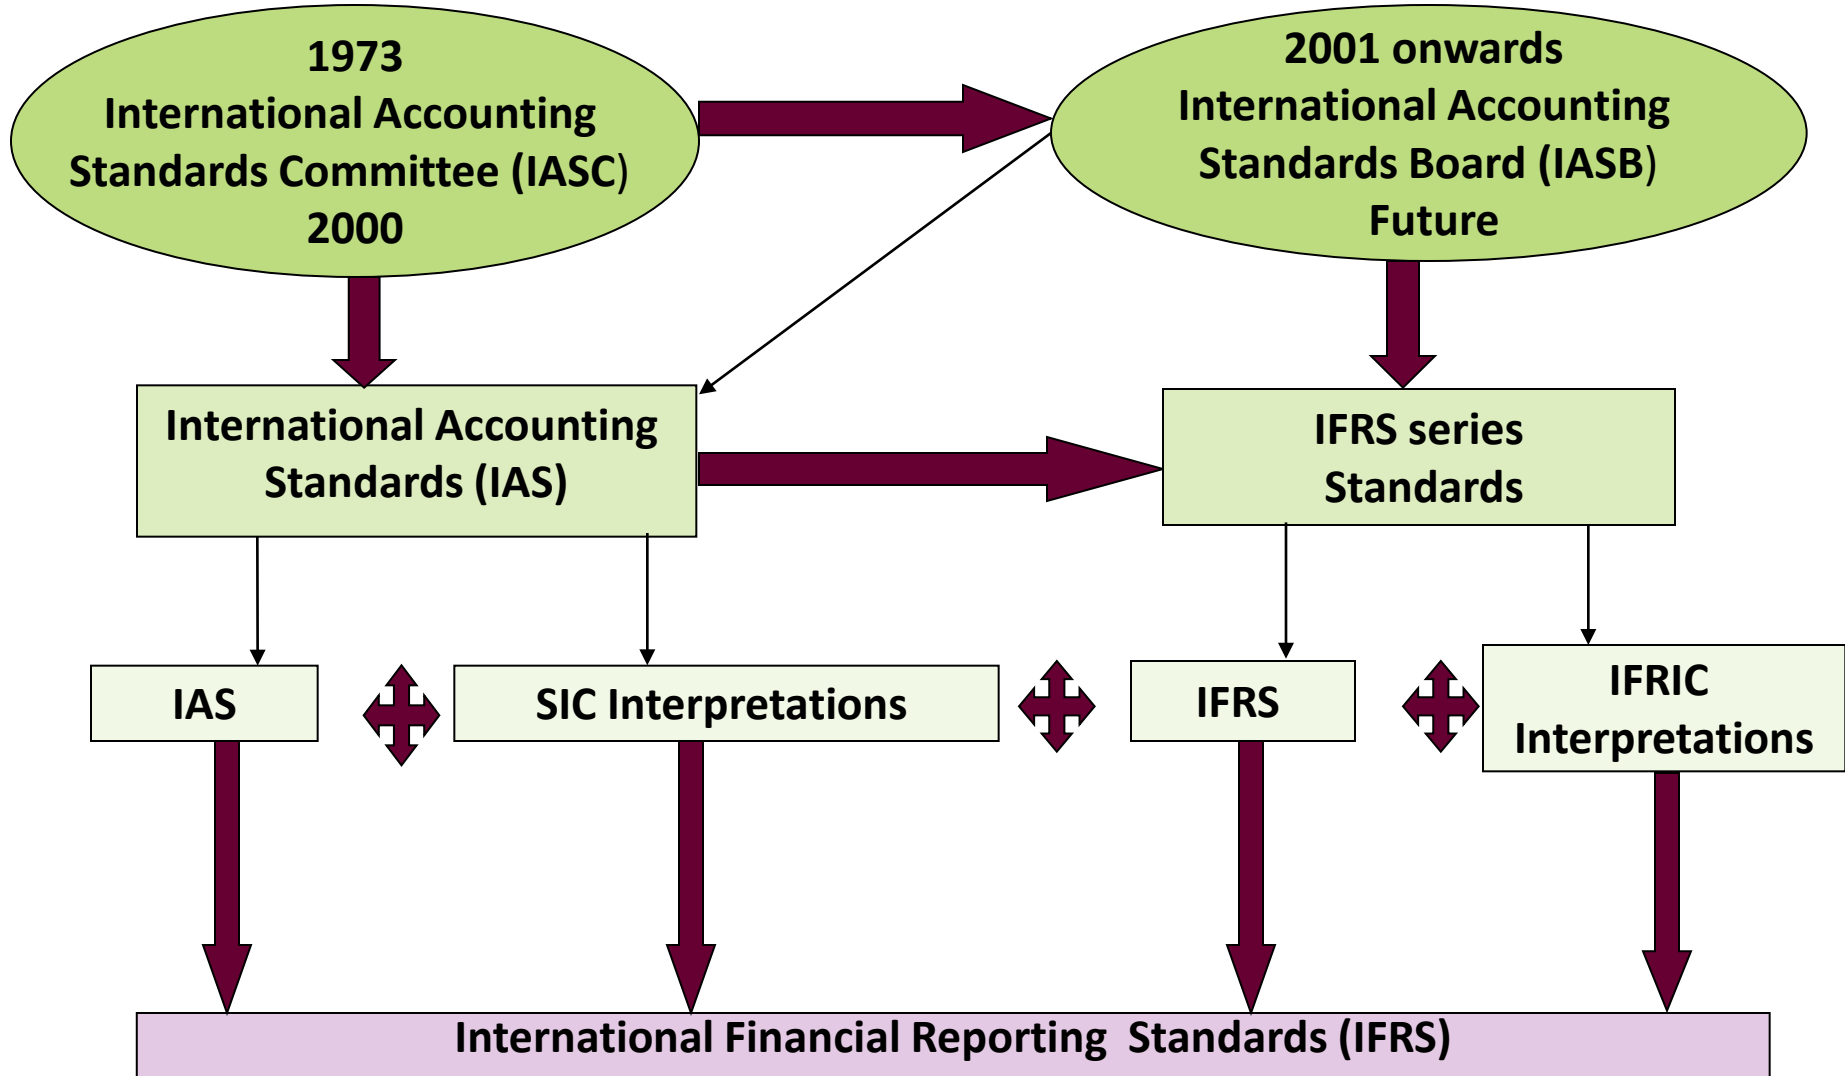 1973
International Accounting
Standards Committee (IASC)
2000
2001 onwards
International Accounting
Standards Board (IASB)
Future
International Accounting
Standards (IAS)
IFRS series
Standards
IAS
SIC Interpretations
IFRS
IFRIC
Interpretations
International Financial Reporting Standards (IFRS)